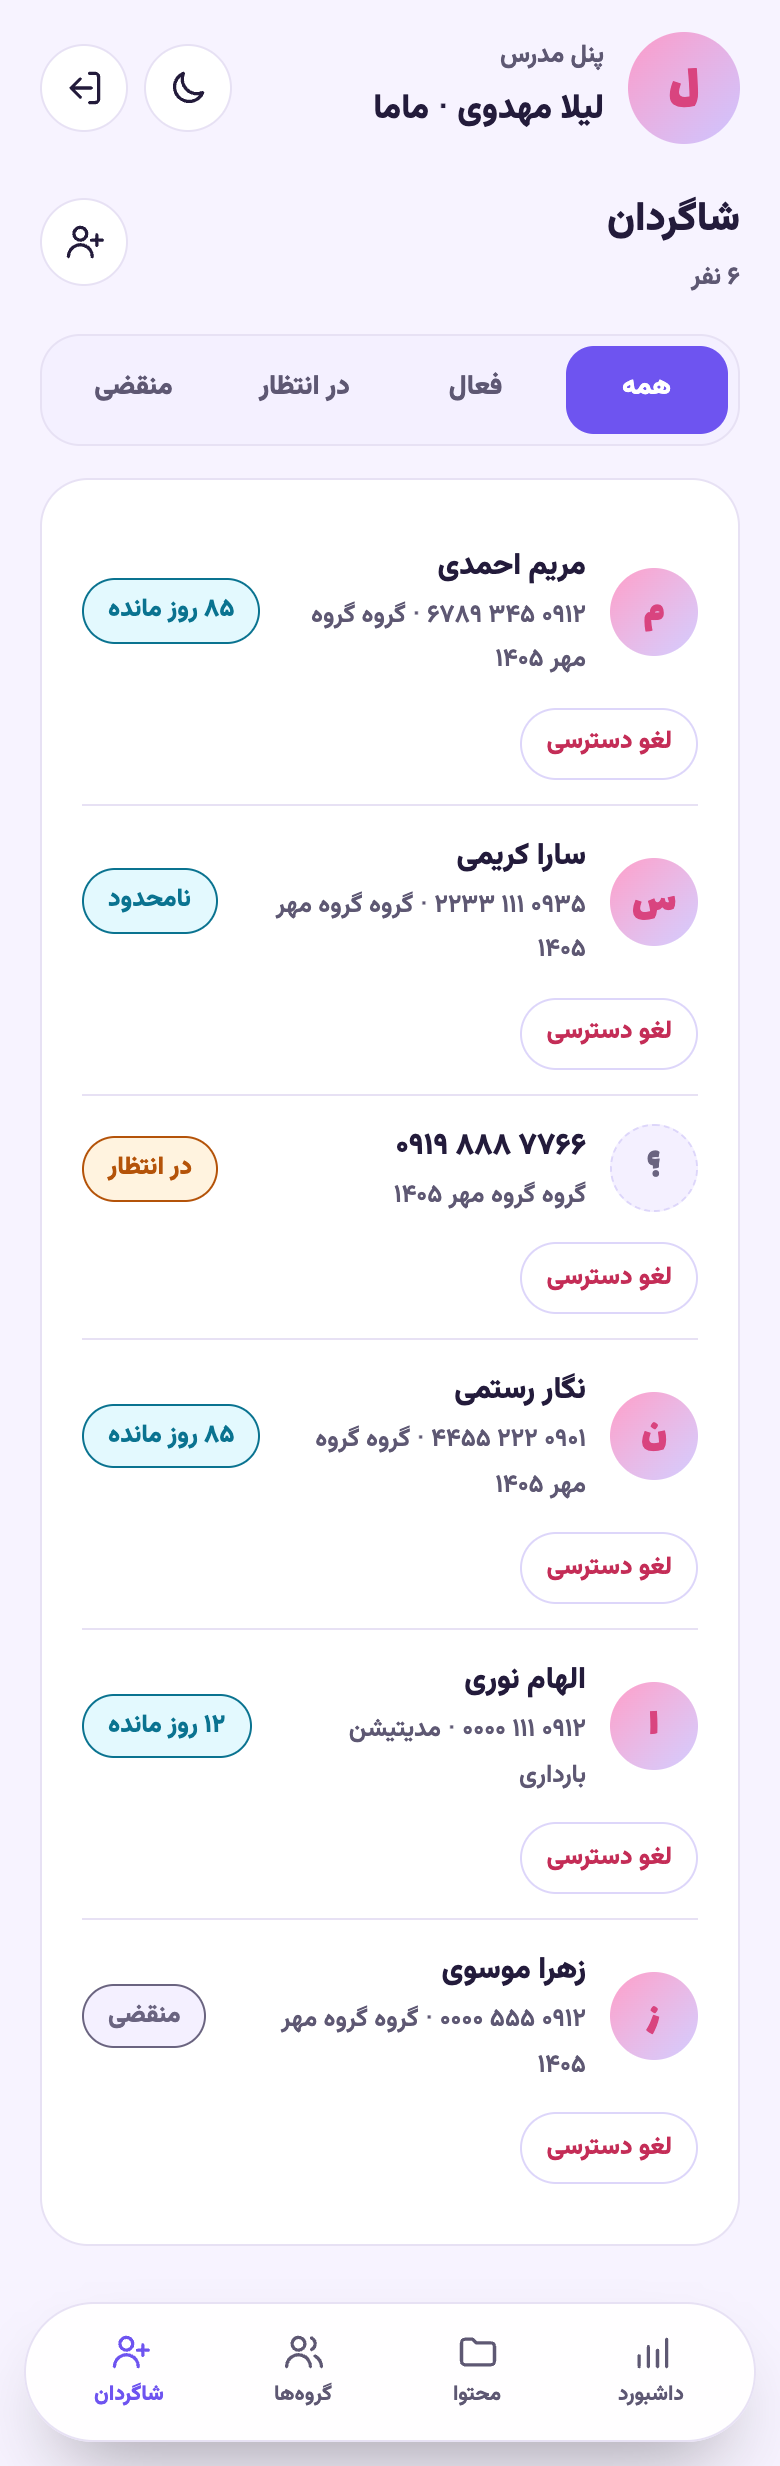 ل
پنل مدرس
لیلا مهدوی · ماما
شاگردان
۶ نفر
همه
فعال
در انتظار
منقضی
م
مریم احمدی
۰۹۱۲ ۳۴۵ ۶۷۸۹ · گروه گروه
مهر ۱۴۰۵
۸۵ روز مانده
لغو دسترسی
س
سارا کریمی
۰۹۳۵ ۱۱۱ ۲۲۳۳ · گروه گروه مهر
۱۴۰۵
نامحدود
لغو دسترسی
؟
۰۹۱۹ ۸۸۸ ۷۷۶۶
گروه گروه مهر ۱۴۰۵
در انتظار
لغو دسترسی
ن
نگار رستمی
۰۹۰۱ ۲۲۲ ۴۴۵۵ · گروه گروه
مهر ۱۴۰۵
۸۵ روز مانده
لغو دسترسی
ا
الهام نوری
۰۹۱۲ ۱۱۱ ۰۰۰۰ · مدیتیشن
بارداری
۱۲ روز مانده
لغو دسترسی
ز
زهرا موسوی
۰۹۱۲ ۵۵۵ ۰۰۰۰ · گروه گروه مهر
۱۴۰۵
منقضی
لغو دسترسی
داشبورد
محتوا
گروه‌ها
شاگردان